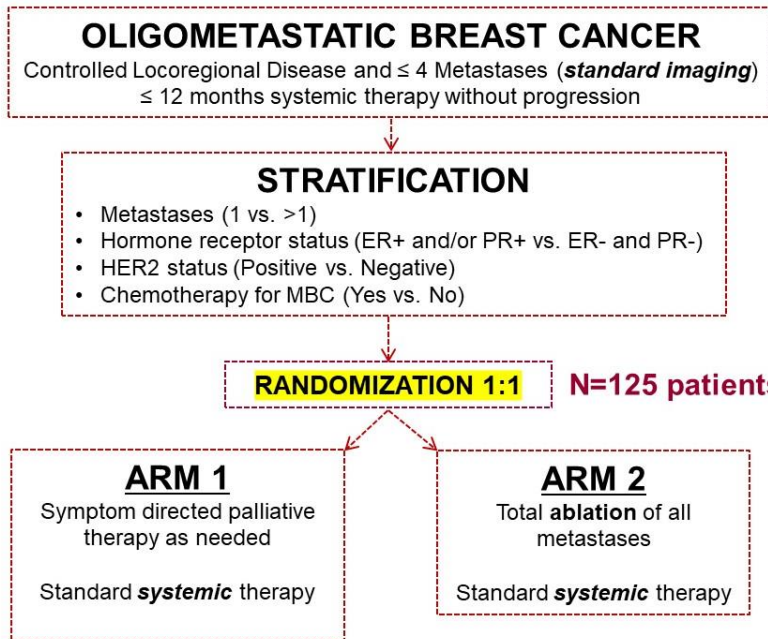 OLIGOMETASTATIC BREAST CANCER
Controlled Locoregional Disease and ≤ 4 Metastases (standard imaging)
≤ 12 months systemic therapy without progression
STRATIFICATION
• Metastases (1 vs. >1)
• Hormone receptor status (ER+ and/or PR+ vs. ER- and PR-)
• HER2 status (Positive vs. Negative)
• Chemotherapy for MBC (Yes vs. No)
RANDOMIZATION 1:1 N=125 patients
ARM 1
Symptom directed palliative
therapy as needed
Standard systemic therapy
ARM 2
Total ablation of all
metastases
Standard systemic therapy